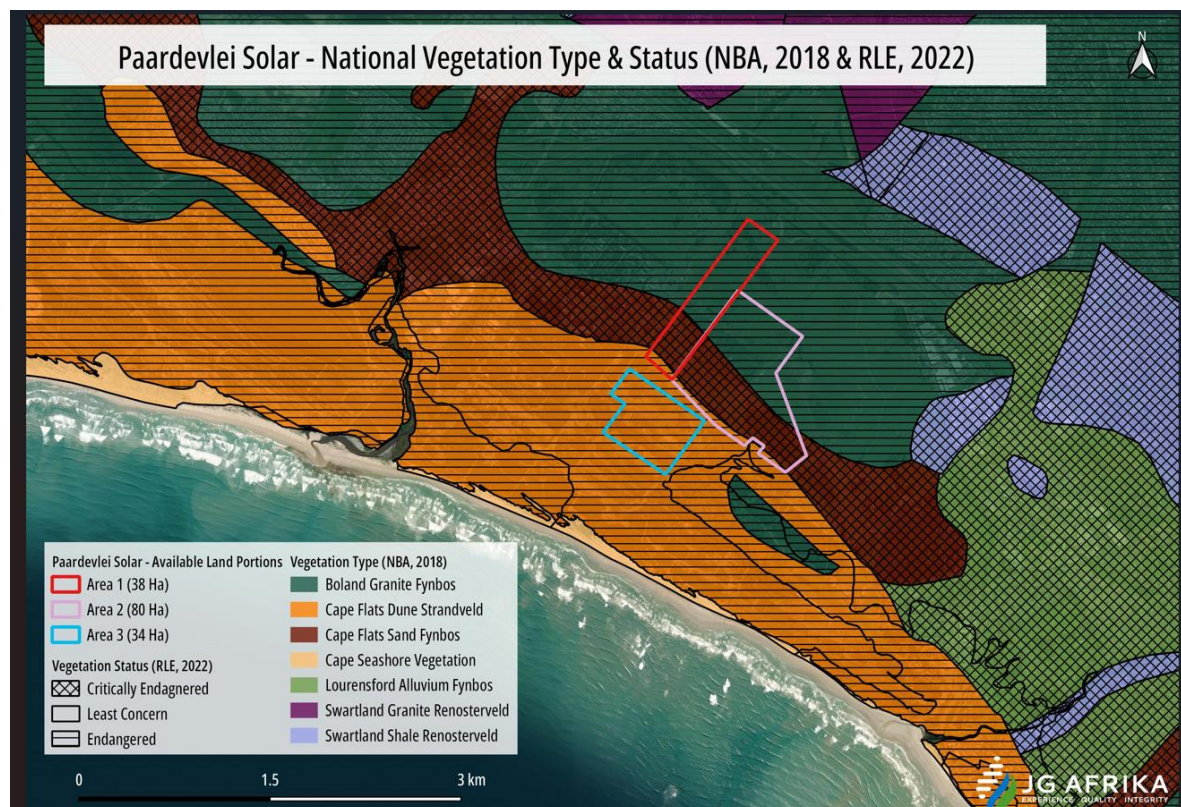 Paardevlei Solar - National Vegetation Type & Status (NBA, 2018 & RLE, 2022)
N
Paardevlei Solar - Available Land Portions
Area 1 (38 Ha)
Area 2 (80 Ha)
Area 3 (34 Ha)
Vegetation Status (RLE, 2022)
Critically Endagnered
Least Concern
Endangered
Vegetation Type (NBA, 2018)
Boland Granite Fynbos
Cape Flats Dune Strandveld
Cape Flats Sand Fynbos
Cape Seashore Vegetation
Lourensford Alluvium Fynbos
Swartland Granite Renosterveld
Swartland Shale Renosterveld
0 1.5 3 km
JG AFRIKA
EXPERIENCE QUALITY INTEGRITY